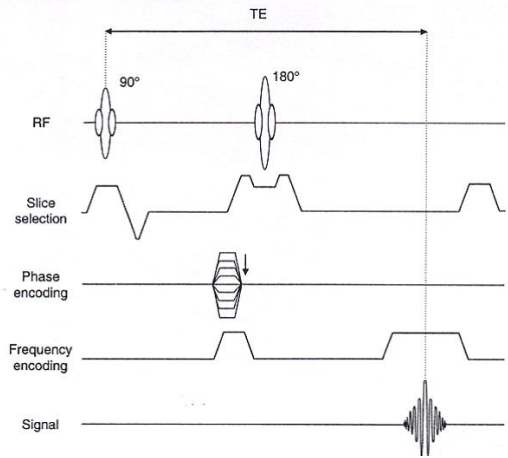 TE
90°
180°
RF
Slice
selection
Phase
encoding
Frequency
encoding
Signal